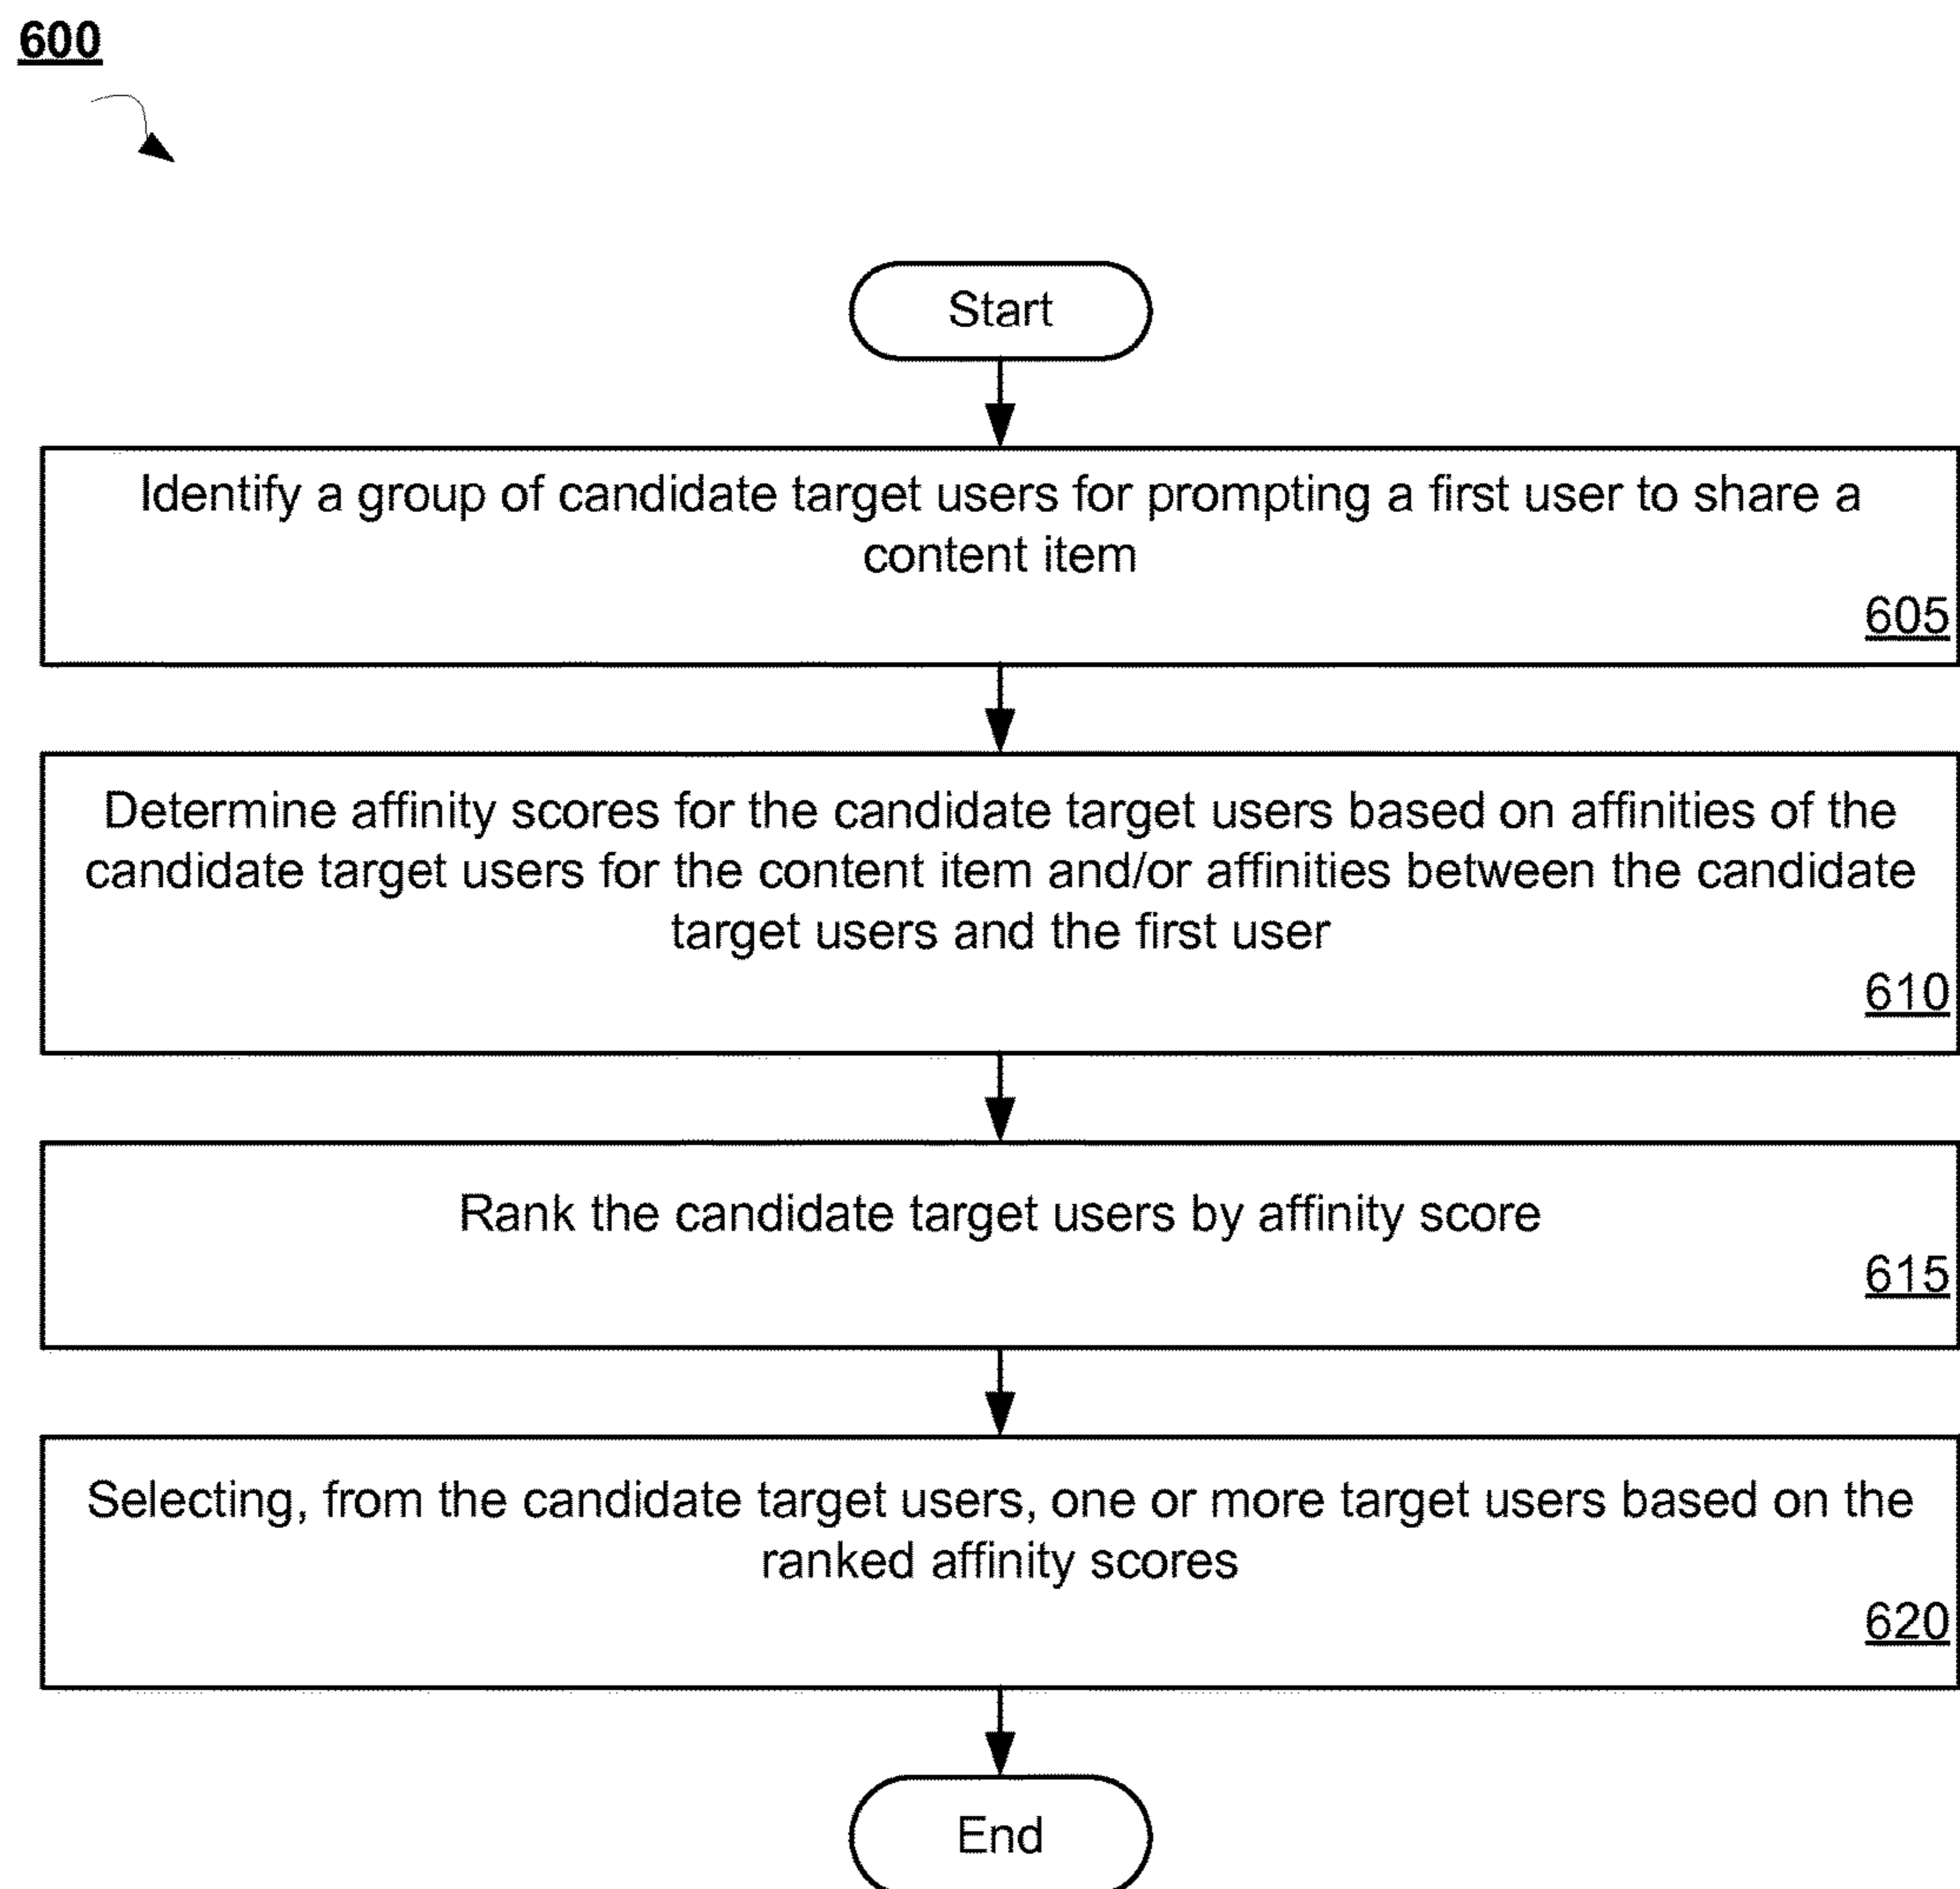 600
Start
Identify a group of candidate target users for prompting a first user to share a
content item
605
Determine affinity scores for the candidate target users based on affinities of the
candidate target users for the content item and/or affinities between the candidate
target users and the first user
610
Rank the candidate target users by affinity score
615
Selecting, from the candidate target users, one or more target users based on the
ranked affinity scores
620
End